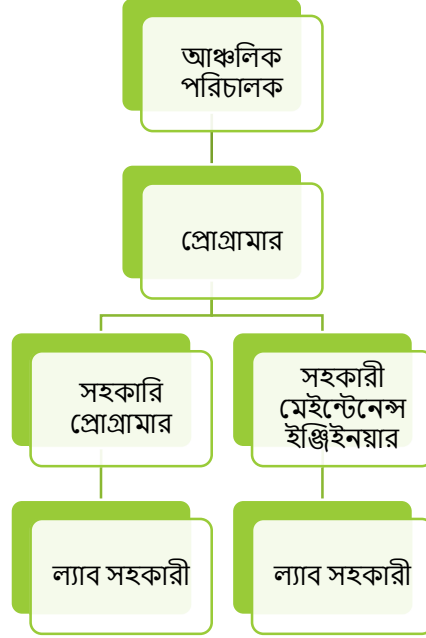 আঞ্চলিক
পরিচালক
প্রোগ্রামার
সহকারি
প্রোগ্রামার
সহকারী
মেইন্টেনেন্স
ইঞ্জিইনয়ার
ল্যাব সহকারী
ল্যাব সহকারী